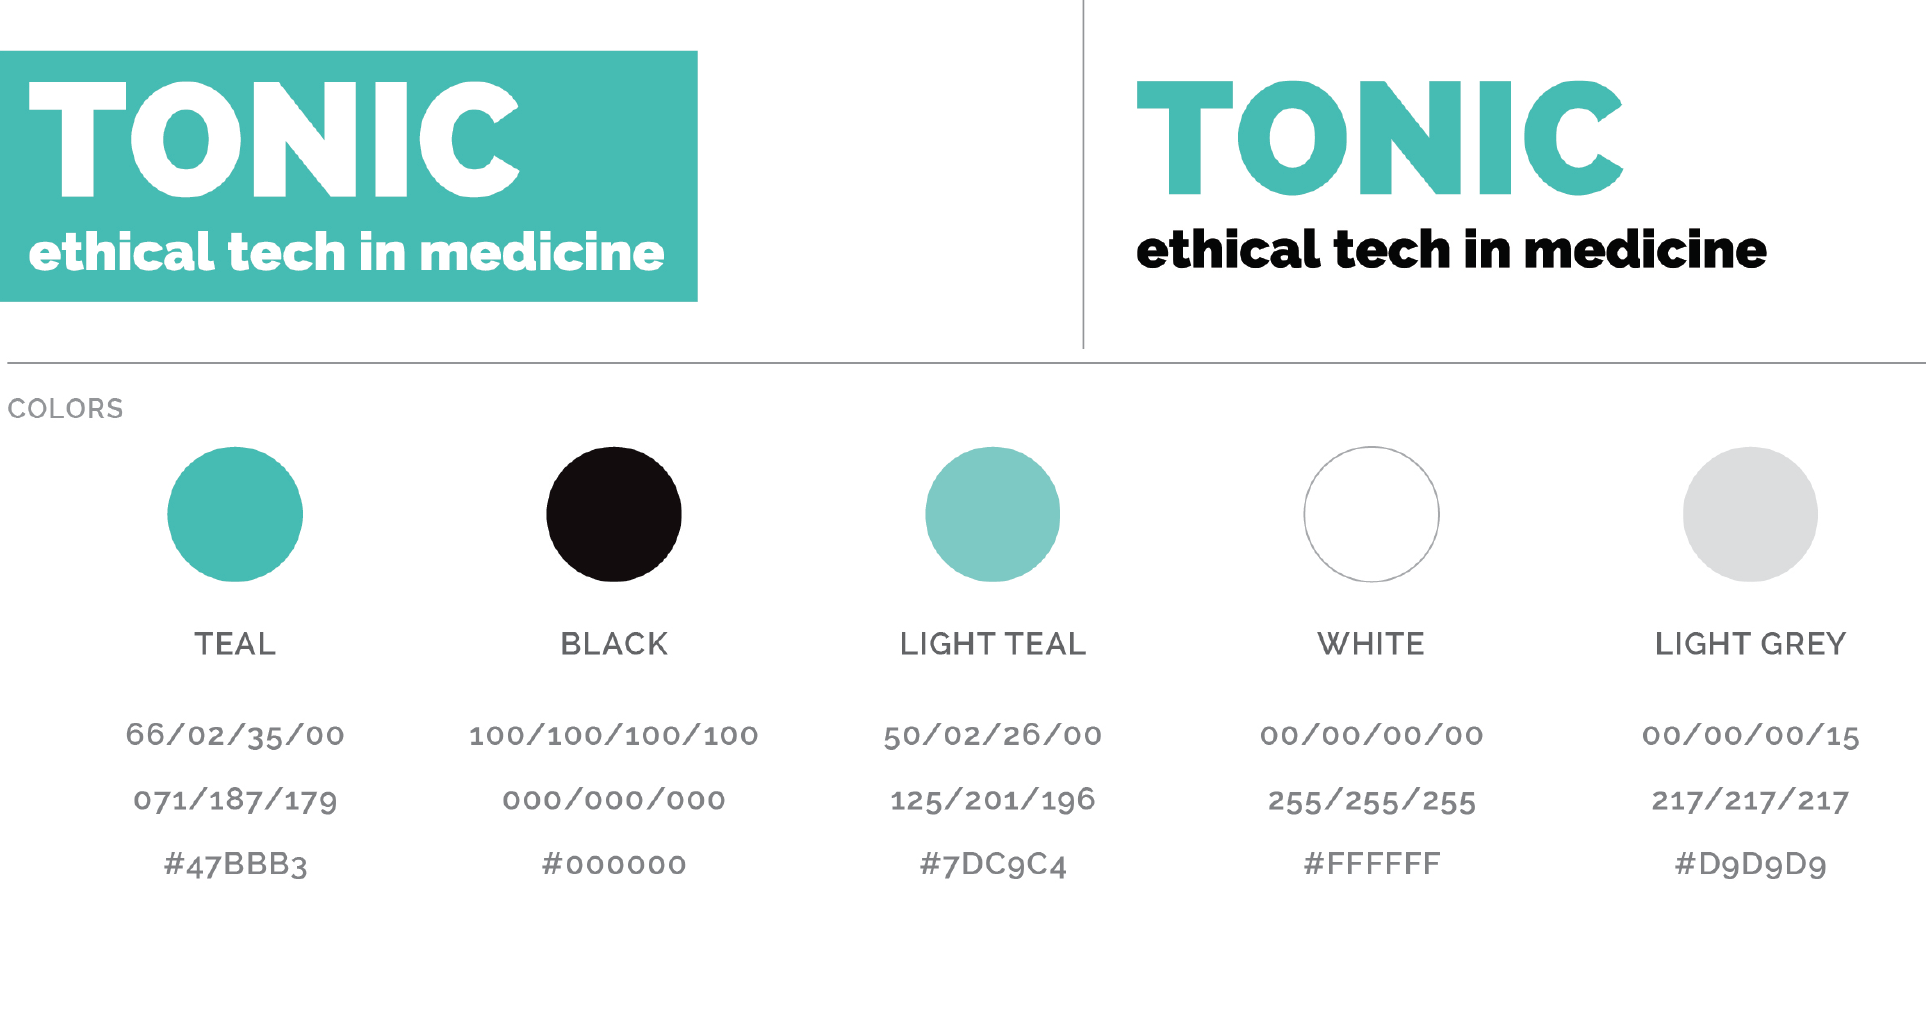 TONIC
ethical tech in medicine
TONIC
ethical tech in medicine
COLORS
TEAL
BLACK
LIGHT TEAL
WHITE
LIGHT GREY
66/02/35/00
100/100/100/100
50/02/26/00
00/00/00/00
00/00/00/15
071/187/179
000/000/000
125/201/196
255/255/255
217/217/217
#47BBB3
#000000
#7DC9C4
#FFFFFF
#D9D9D9